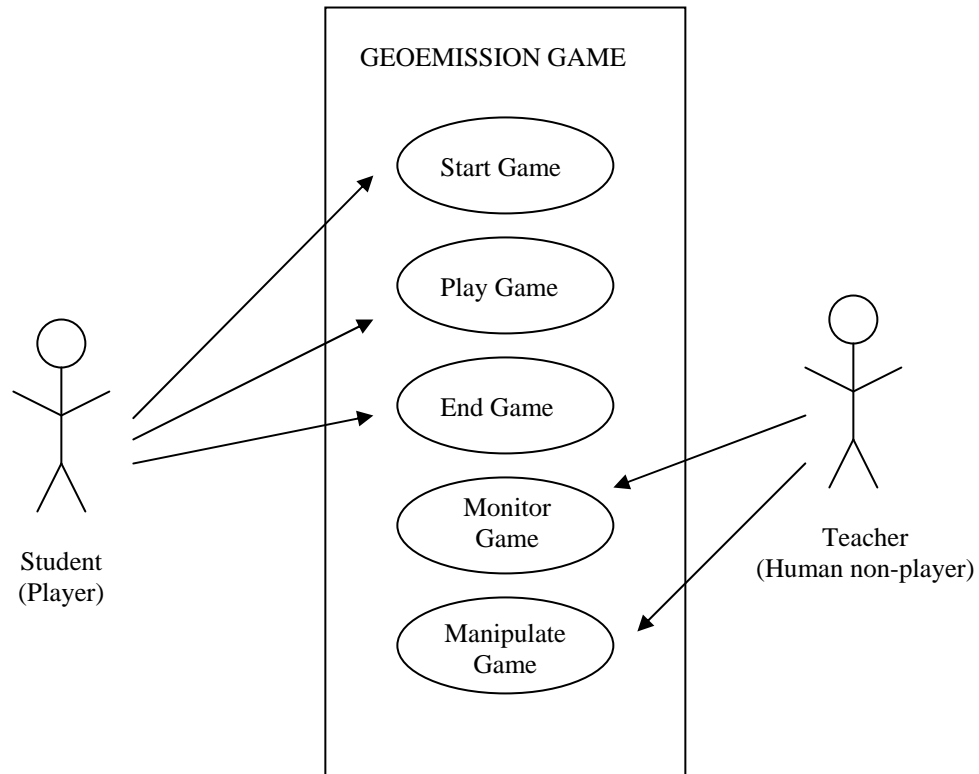 GEOEMISSION GAME
Start Game
Play Game
End Game
Monitor
Game
Manipulate
Game
Student
(Player)
Teacher
(Human non-player)